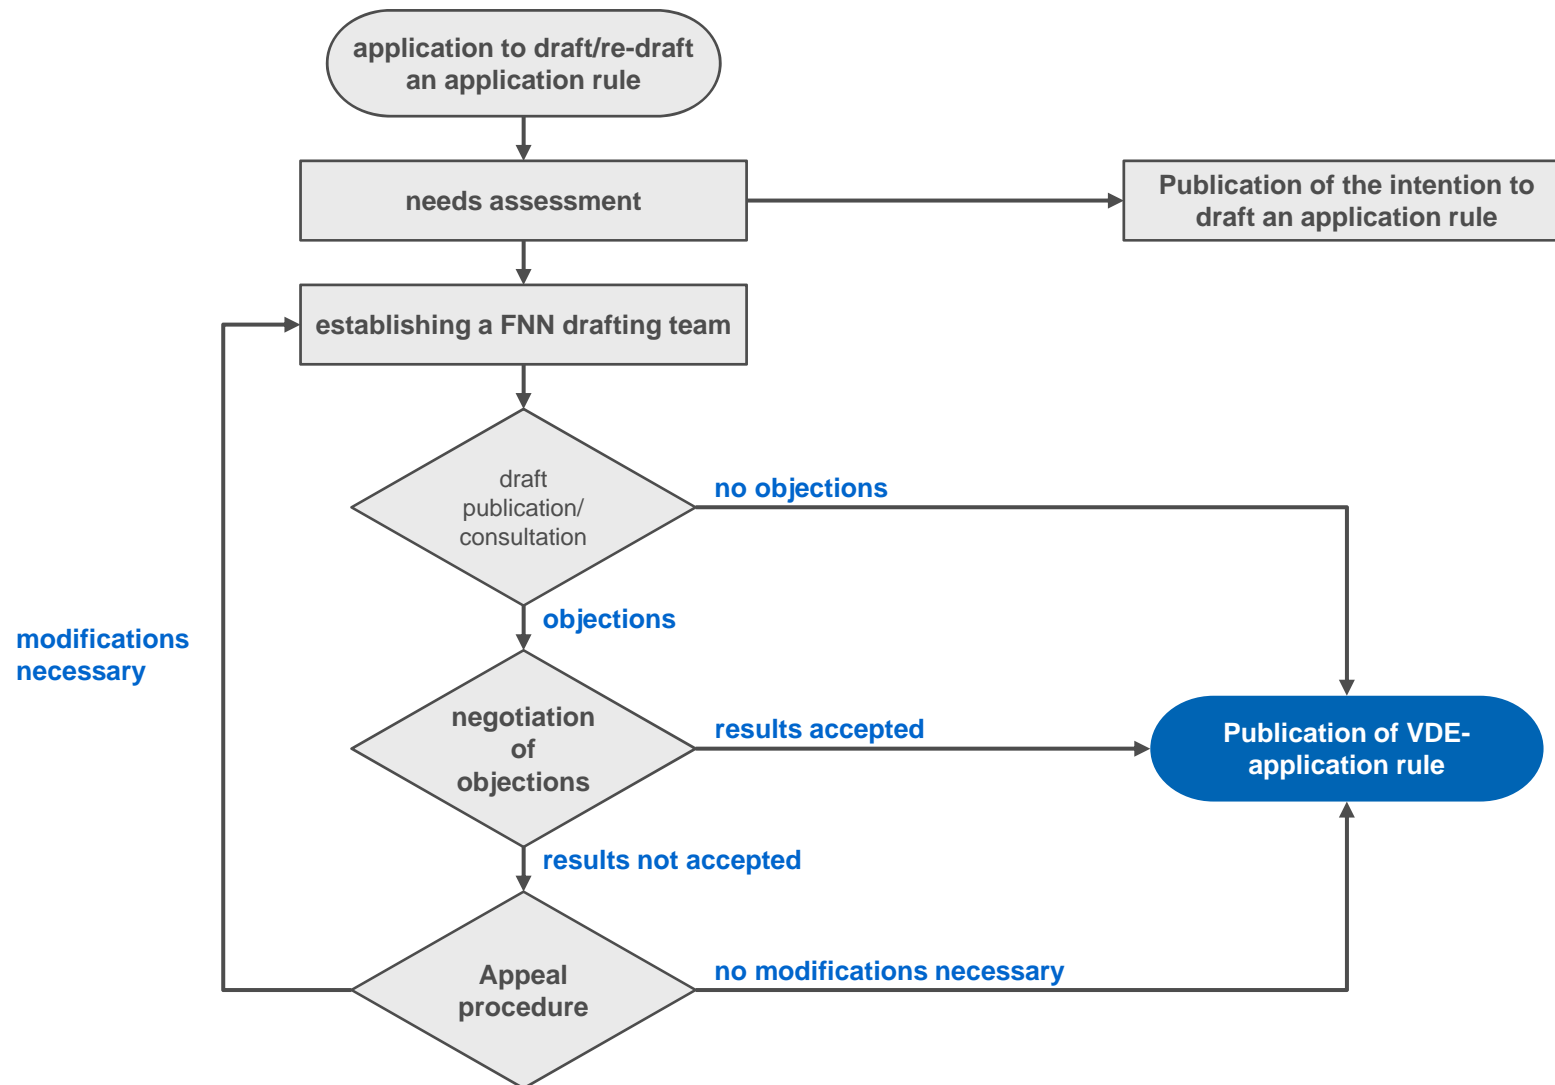 application to draft/re-draft
an application rule
needs assessment
Publication of the intention to
draft an application rule
establishing a FNN drafting team
draft
publication/
consultation
no objections
objections
modifications
necessary
negotiation
of
objections
results accepted
Publication of VDE-
application rule
results not accepted
Appeal
procedure
no modifications necessary